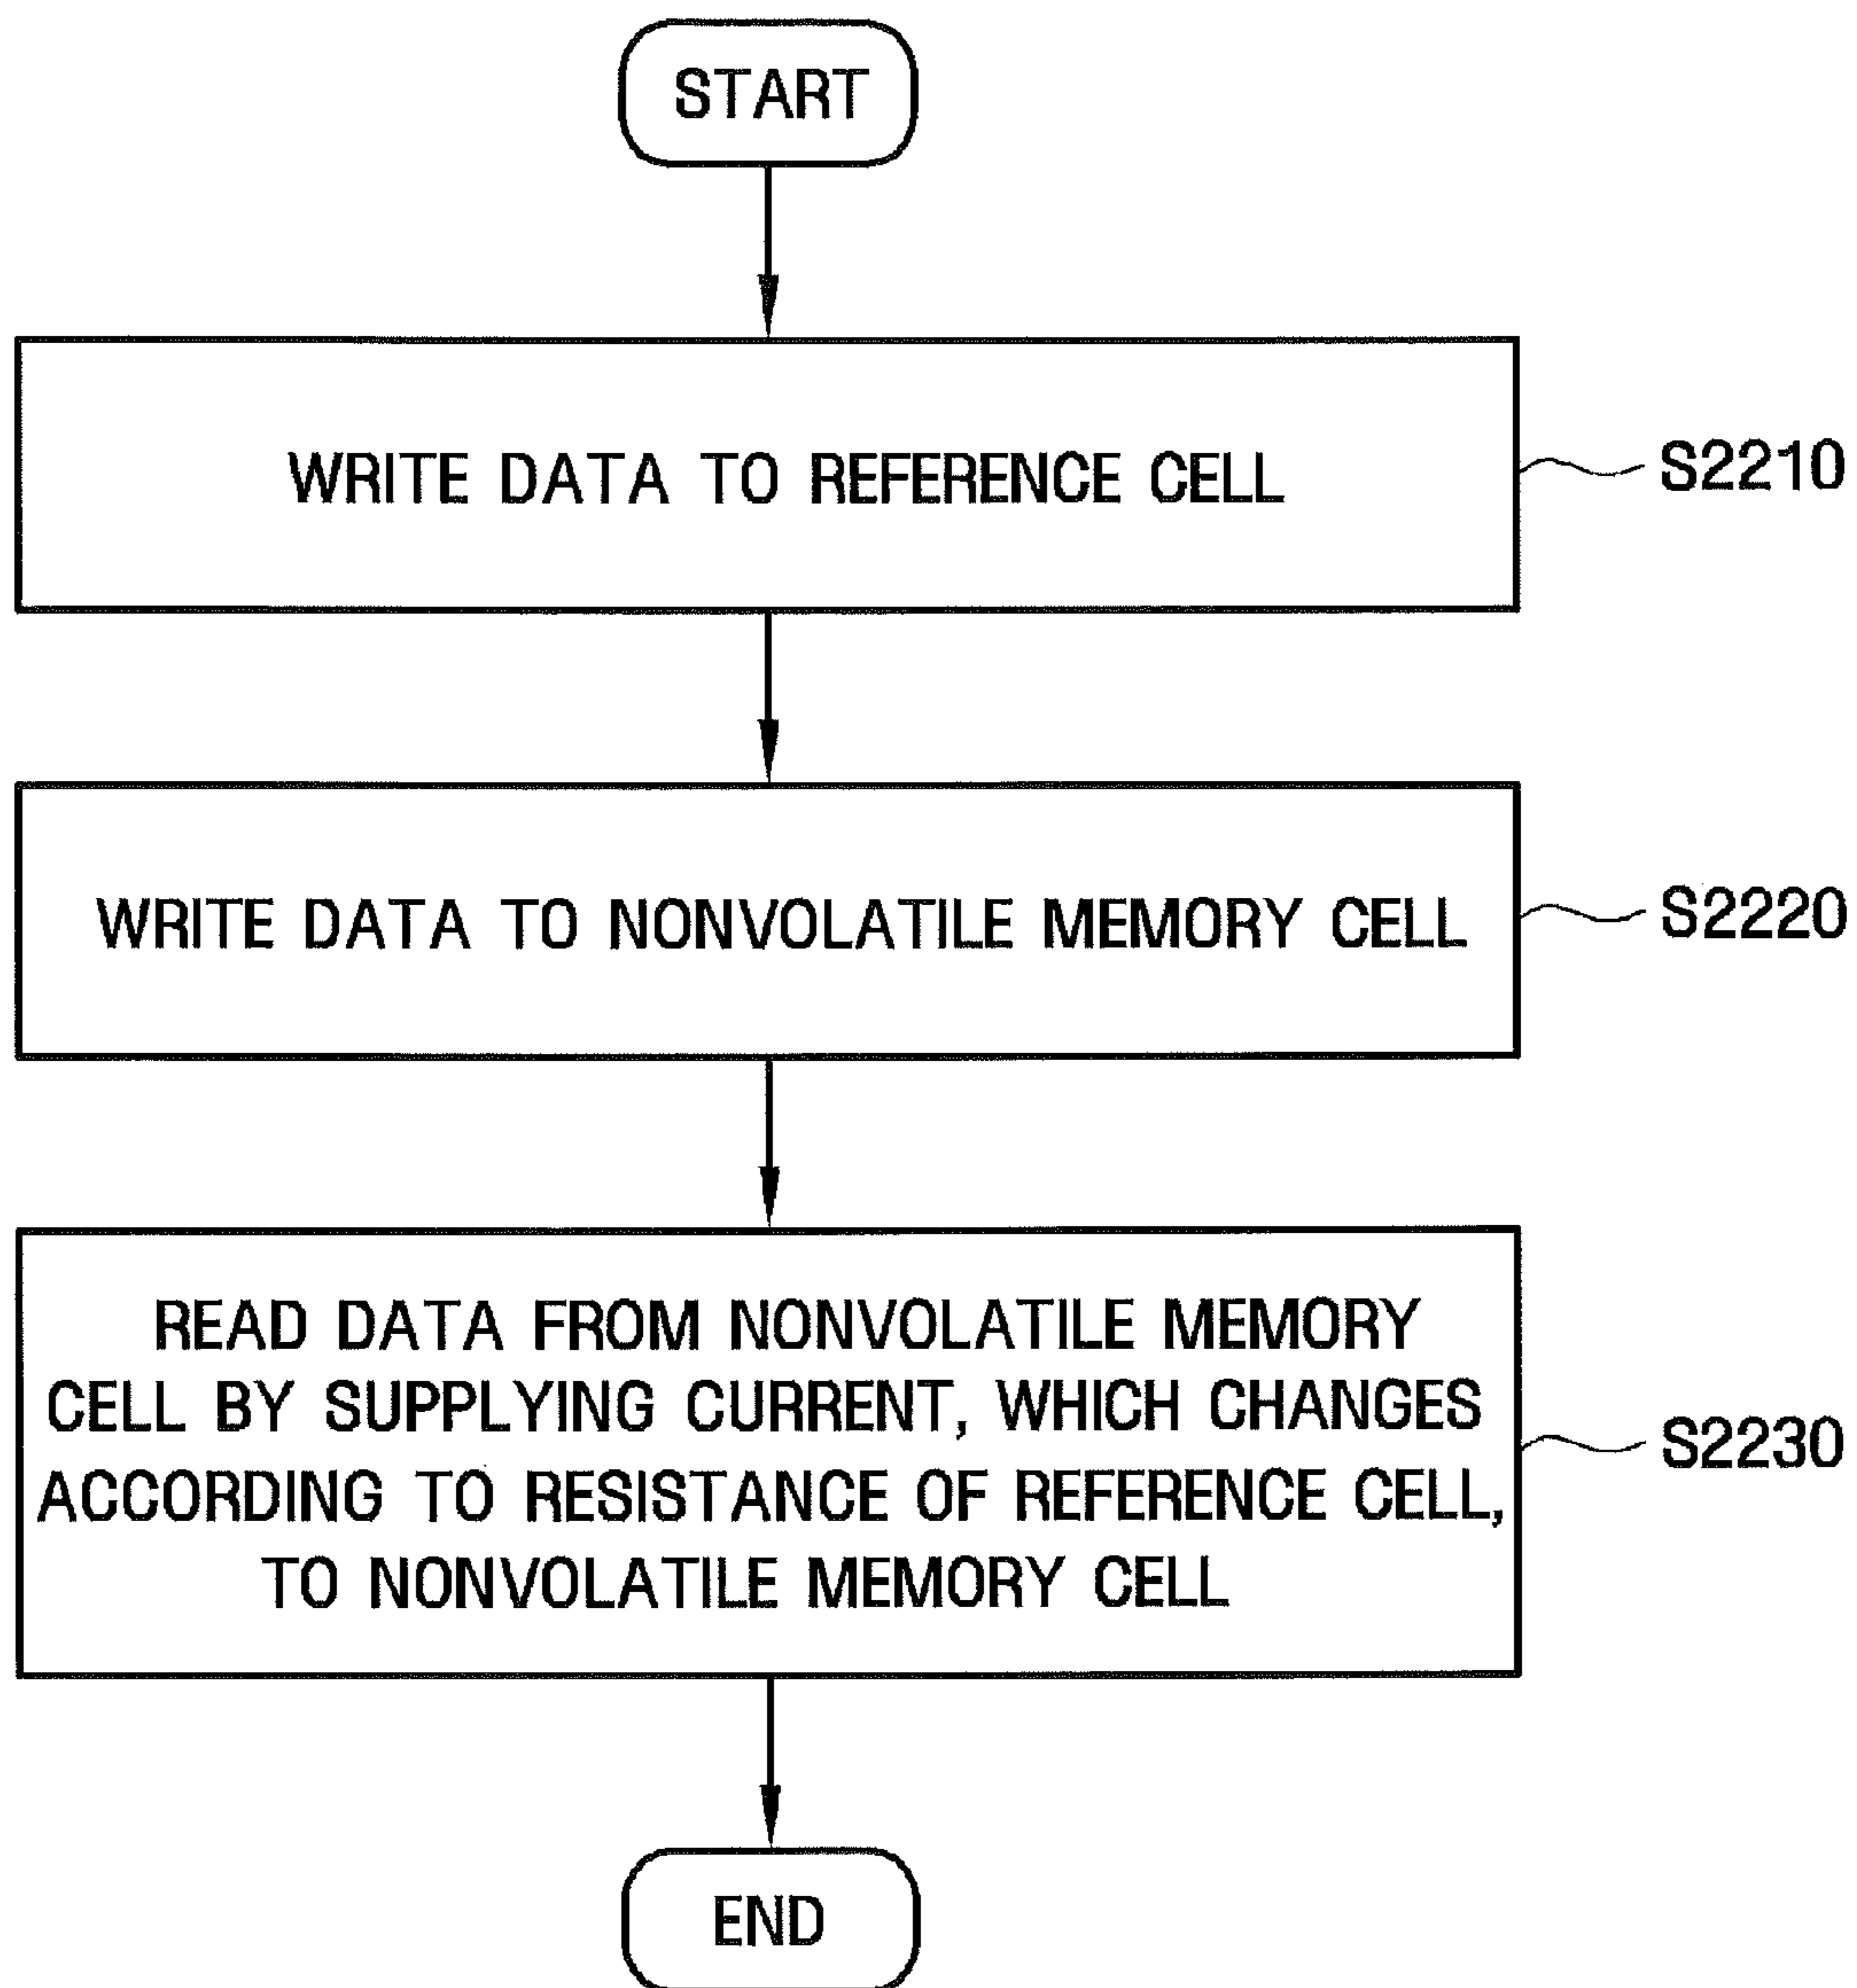 START
WRITE DATA TO REFERENCE CELL
S2210
WRITE DATA TO NONVOLATILE MEMORY CELL
S2220
READ DATA FROM NONVOLATILE MEMORY
CELL BY SUPPLYING CURRENT, WHICH CHANGES
ACCORDING TO RESISTANCE OF REFERENCE CELL,
TO NONVOLATILE MEMORY CELL
S2230
END